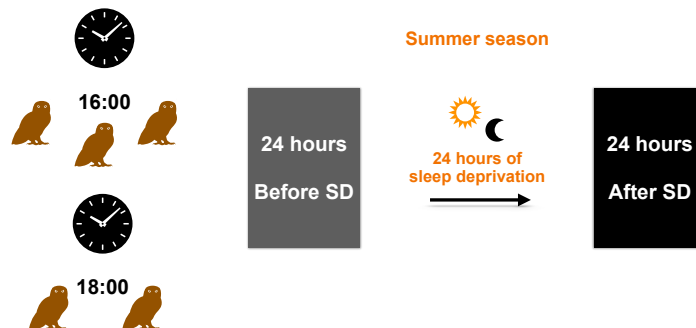 Summer season
16:00
18:00
24 hours
Before SD
24 hours of
sleep deprivation
24 hours
After SD